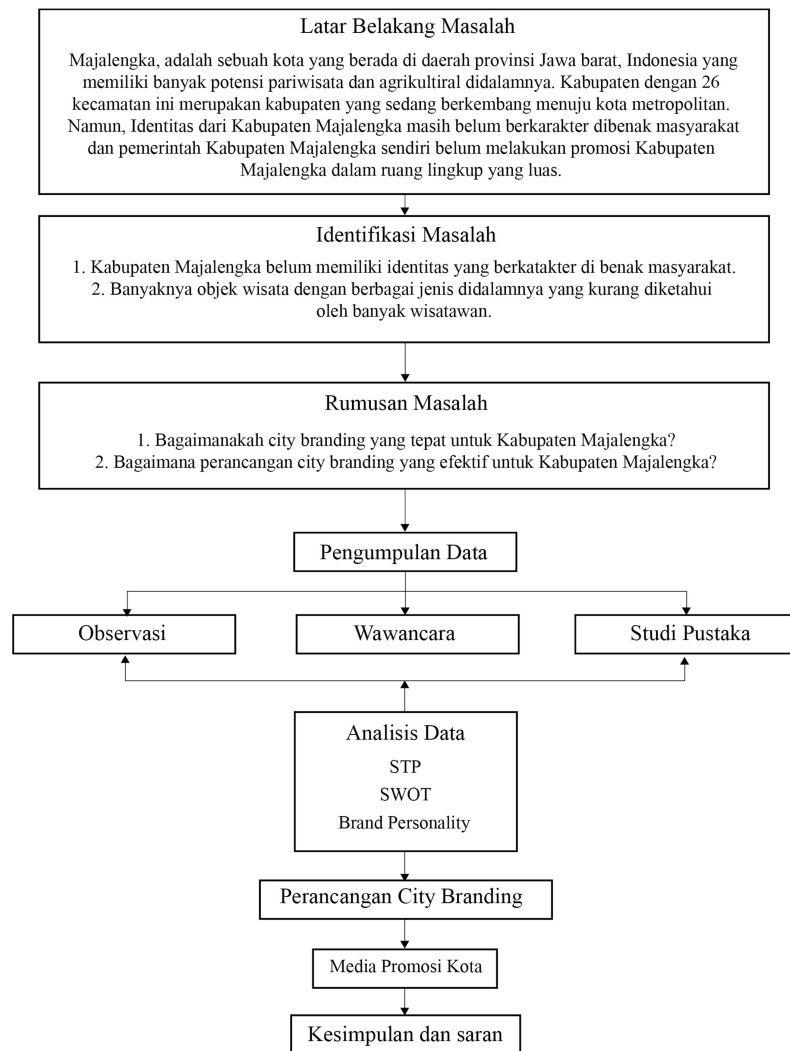 Latar Belakang Masalah
Majalengka, adalah sebuah kota yang berada di daerah provinsi Jawa barat, Indonesia yang
memiliki banyak potensi pariwisata dan agrikultiral didalamnya. Kabupaten dengan 26
kecamatan ini merupakan kabupaten yang sedang berkembang menuju kota metropolitan.
Namun, Identitas dari Kabupaten Majalengka masih belum berkarakter dibenak masyarakat
dan pemerintah Kabupaten Majalengka sendiri belum melakukan promosi Kabupaten
Majalengka dalam ruang lingkup yang luas.
Identifikasi Masalah
1. Kabupaten Majalengka belum memiliki identitas yang berkatakter di benak masyarakat.
2. Banyaknya objek wisata dengan berbagai jenis didalamnya yang kurang diketahui
oleh banyak wisatawan.
Rumusan Masalah
1. Bagaimanakah city branding yang tepat untuk Kabupaten Majalengka?
2. Bagaimana perancangan city branding yang efektif untuk Kabupaten Majalengka?
Pengumpulan Data
Observasi
Wawancara
Studi Pustaka
Analisis Data
STP
SWOT
Brand Personality
Perancangan City Branding
Media Promosi Kota
Kesimpulan dan saran